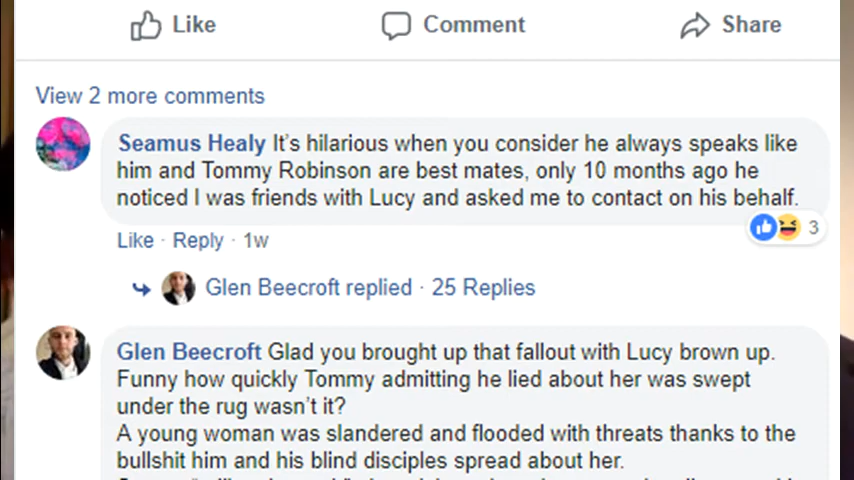 Like Comment Share
View 2 more comments
Seamus Healy It's hilarious when you consider he always speaks like
him and Tommy Robinson are best mates, only 10 months ago he
noticed I was friends with Lucy and asked me to contact on his behalf.
3
Like · Reply · 1w
Glen Beecroft replied · 25 Replies
Glen Beecroft Glad you brought up that fallout with Lucy brown up.
Funny how quickly Tommy admitting he lied about her was swept
under the rug wasn't it?
A young woman was slandered and flooded with threats thanks to the
bullshit him and his blind disciples spread about her.